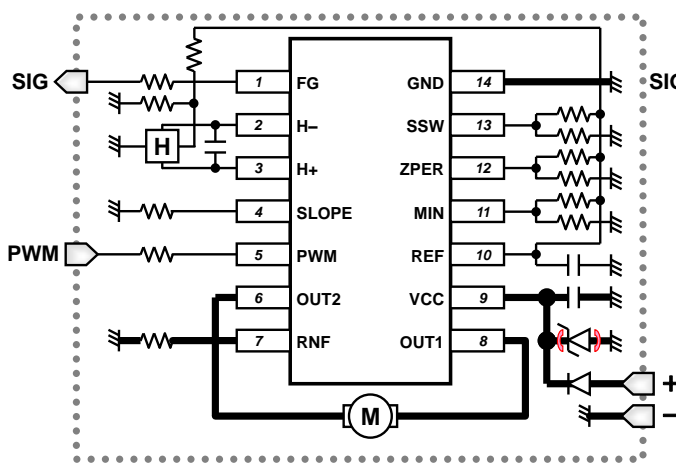 SIG
1 FG
GND 14
SIG
2 H–
SSW 13
H
3 H+
ZPER 12
4 SLOPE
MIN 11
PWM
5 PWM
REF 10
6 OUT2
VCC 9
7 RNF
OUT1 8
+
M
–